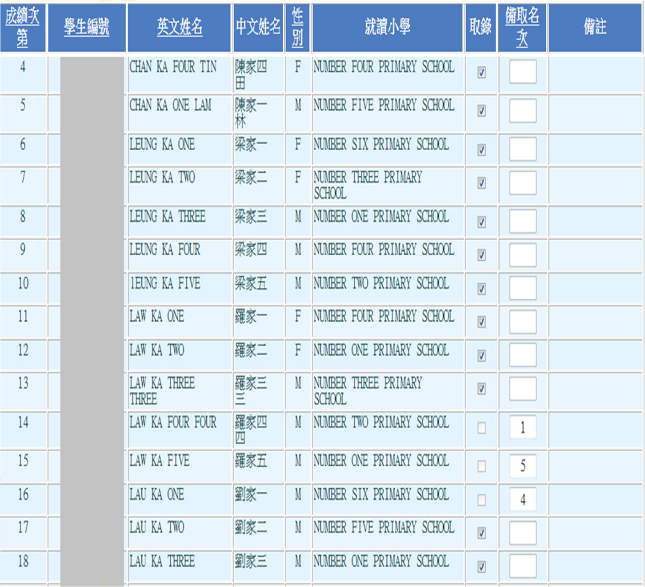 成績次第 學生編號 英文姓名 中文姓名 性別 就讀小學 取錄 備取名次 備註
4 CHAN KA FOUR TIN 陳家四田 F NUMBER FOUR PRIMARY SCHOOL
5 CHAN KA ONE LAM 陳家一林 M NUMBER FIVE PRIMARY SCHOOL
6 LEUNG KA ONE 梁家一 F NUMBER SIX PRIMARY SCHOOL
7 LEUNG KA TWO 梁家二 F NUMBER THREE PRIMARY SCHOOL
8 LEUNG KA THREE 梁家三 M NUMBER ONE PRIMARY SCHOOL
9 LEUNG KA FOUR 梁家四 M NUMBER FOUR PRIMARY SCHOOL
10 1EUNG KA FIVE 梁家五 M NUMBER TWO PRIMARY SCHOOL
11 LAW KA ONE 羅家一 F NUMBER FOUR PRIMARY SCHOOL
12 LAW KA TWO 羅家二 F NUMBER ONE PRIMARY SCHOOL
13 LAW KA THREE THREE 羅家三三 M NUMBER THREE PRIMARY SCHOOL
14 LAW KA FOUR FOUR 羅家四四 M NUMBER TWO PRIMARY SCHOOL 1
15 LAW KA FIVE 羅家五 M NUMBER ONE PRIMARY SCHOOL 5
16 LAU KA ONE 劉家一 M NUMBER SIX PRIMARY SCHOOL 4
17 LAU KA TWO 劉家二 M NUMBER FIVE PRIMARY SCHOOL
18 LAU KA THREE 劉家三 M NUMBER ONE PRIMARY SCHOOL